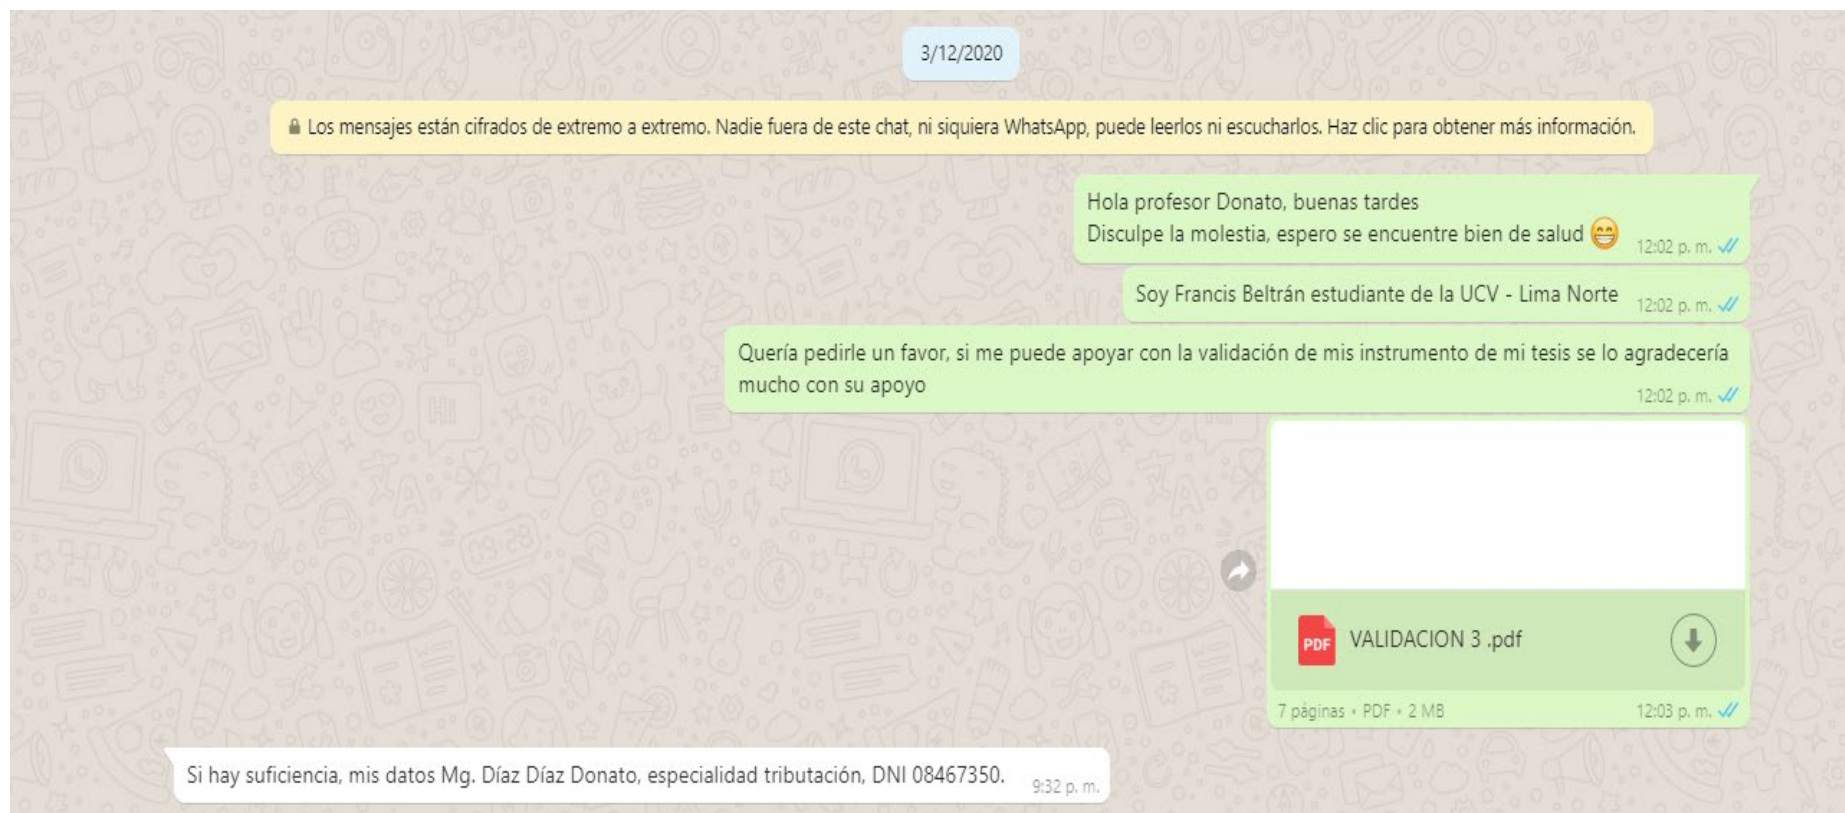 3/12/2020
Los mensajes están cifrados de extremo a extremo. Nadie fuera de este chat, ni siquiera WhatsApp, puede leerlos ni escucharlos. Haz clic para obtener más información.
Hola profesor Donato, buenas tardes
Disculpe la molestia, espero se encuentre bien de salud 😁 12:02 p. m.
Soy Francis Beltrán estudiante de la UCV - Lima Norte 12:02 p. m.
Quería pedirle un favor, si me puede apoyar con la validación de mis instrumento de mi tesis se lo agradecería
mucho con su apoyo 12:02 p. m.
PDF VALIDACION 3 .pdf
7 páginas • PDF • 2 MB 12:03 p. m.
Si hay suficiencia, mis datos Mg. Díaz Díaz Donato, especialidad tributación, DNI 08467350. 9:32 p. m.